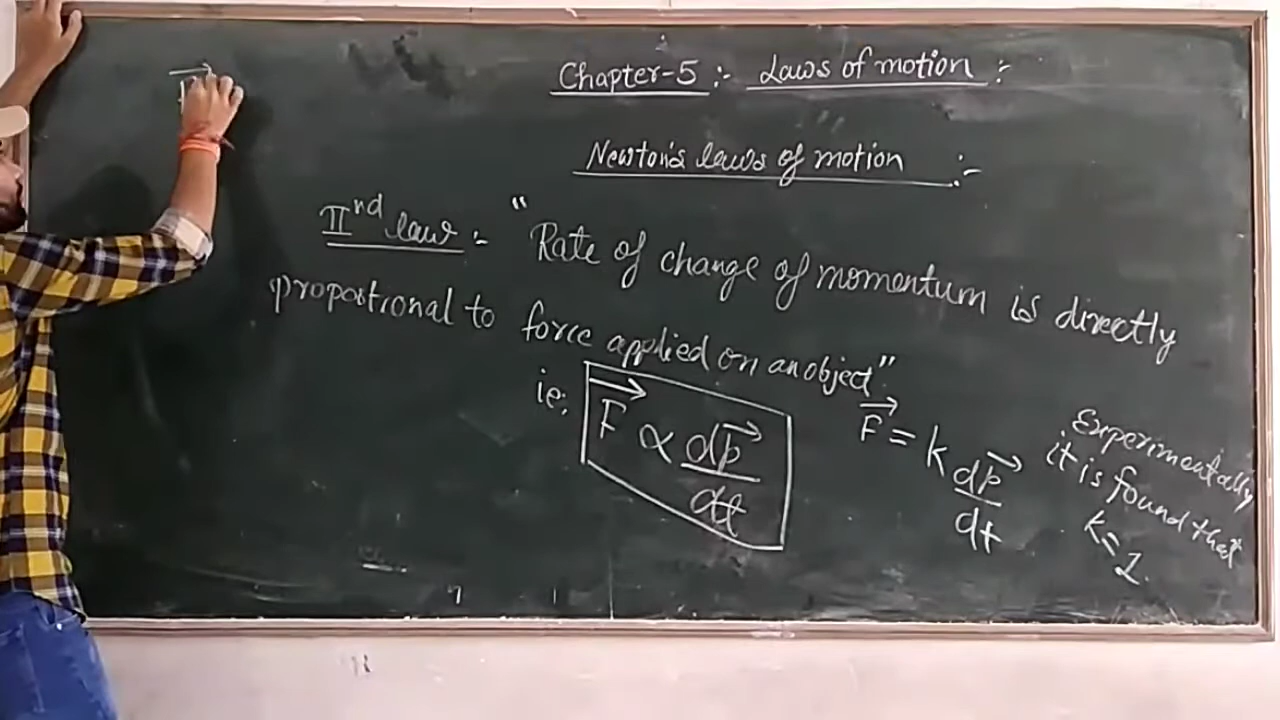 Chapter-5 :- Laws of motion :-
Newton's laws of motion :-
IInd law :- "Rate of change of momentum is directly
proportional to force applied on an object"
ie; F⃗ ∝ dp⃗/dt
F⃗ = k dp⃗/dt
Experimentally
it is found that
k=1.